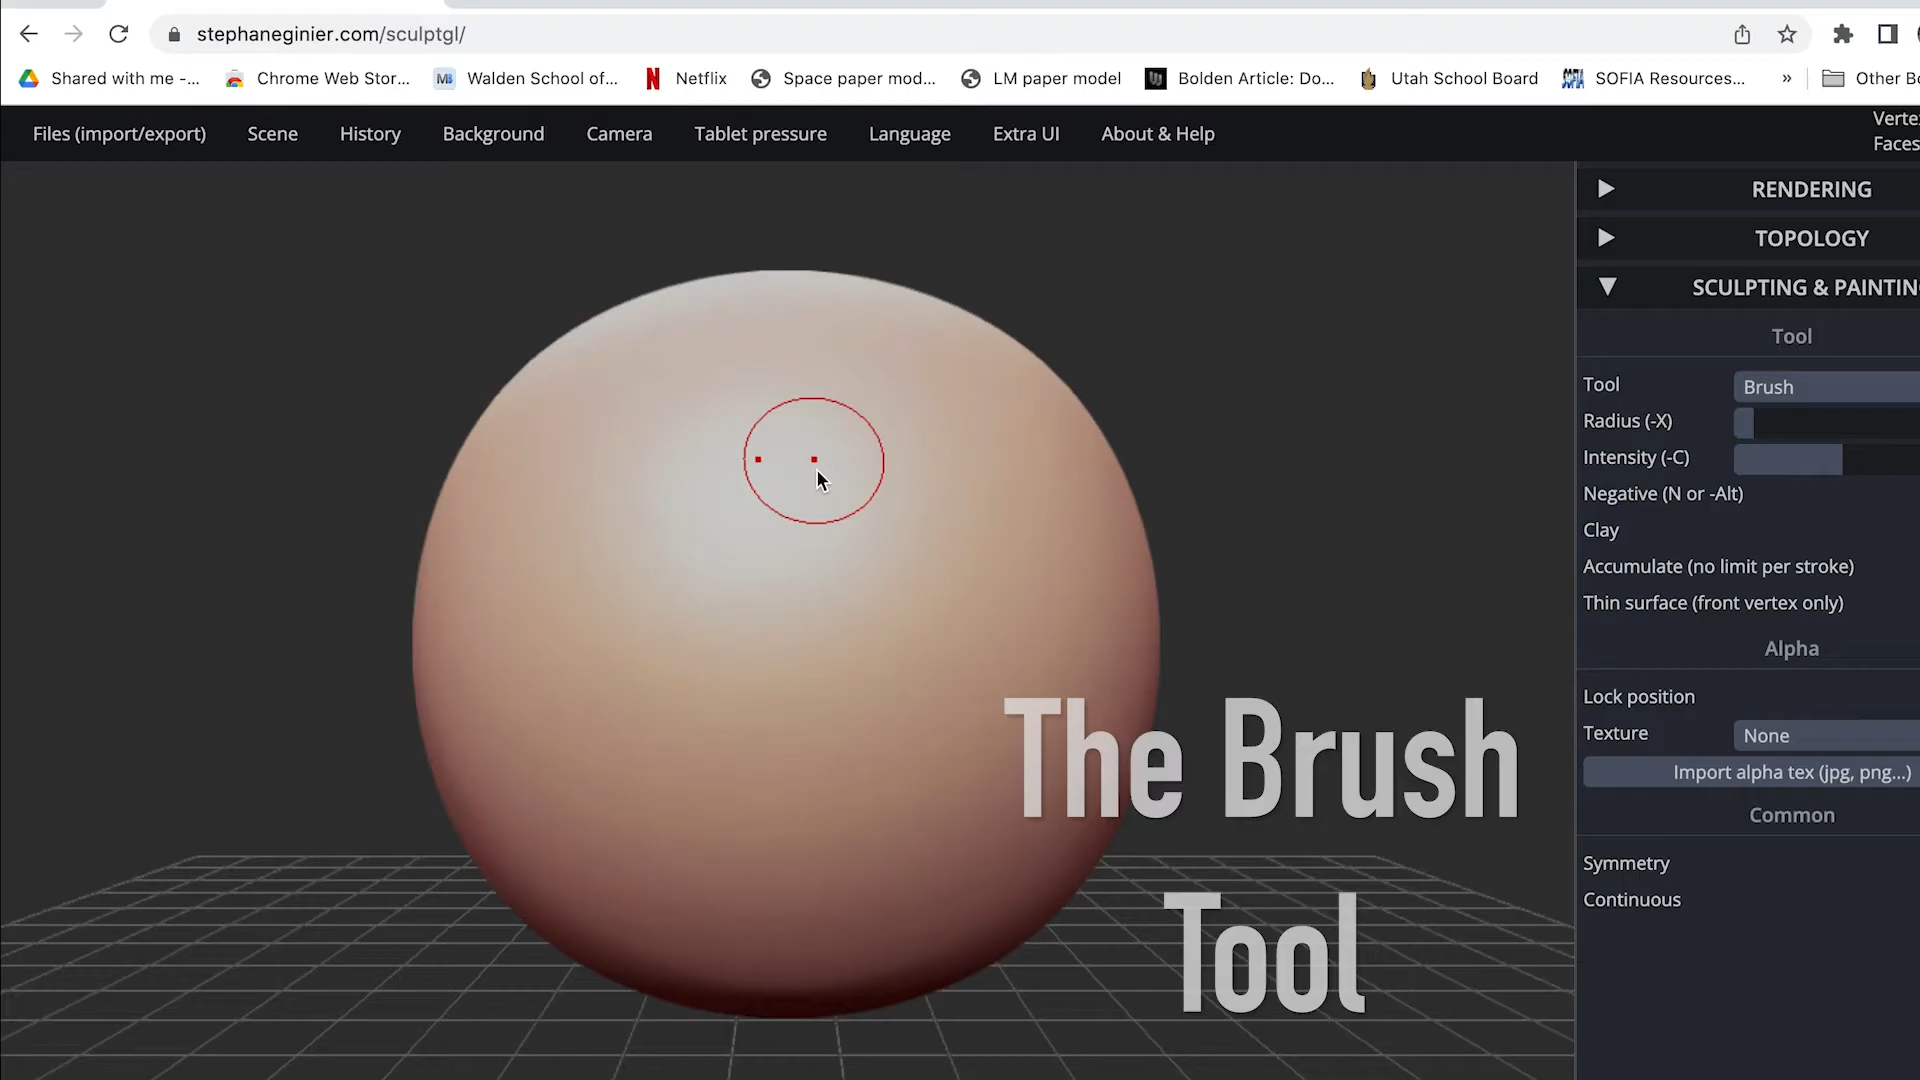 stephaneginier.com/sculptgl/
Shared with me -...
Chrome Web Stor...
MB
Walden School of...
Netflix
Space paper mod...
LM paper model
Bolden Article: Do...
Utah School Board
SOFIA Resources...
»
Other Bo
Files (import/export)
Scene
History
Background
Camera
Tablet pressure
Language
Extra UI
About & Help
Verte
Faces
RENDERING
TOPOLOGY
SCULPTING & PAINTING
Tool
Tool
Brush
Radius (-X)
Intensity (-C)
Negative (N or -Alt)
Clay
Accumulate (no limit per stroke)
Thin surface (front vertex only)
Alpha
Lock position
Texture
None
Import alpha tex (jpg, png...)
Common
Symmetry
Continuous
The Brush
Tool